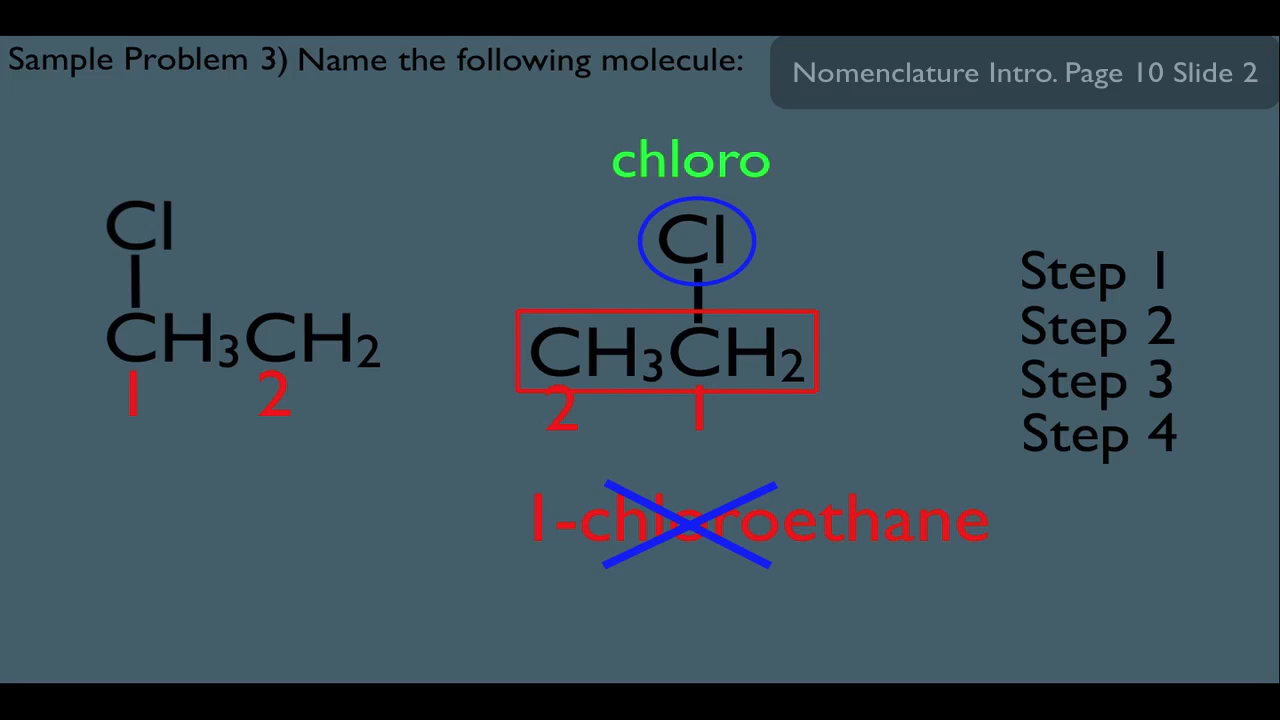 Sample Problem 3) Name the following molecule:
Nomenclature Intro. Page 10 Slide 2
chloro
Cl
CH₃CH₂
1 2
Cl
CH₃CH₂
2 1
Step 1
Step 2
Step 3
Step 4
1-chloroethane